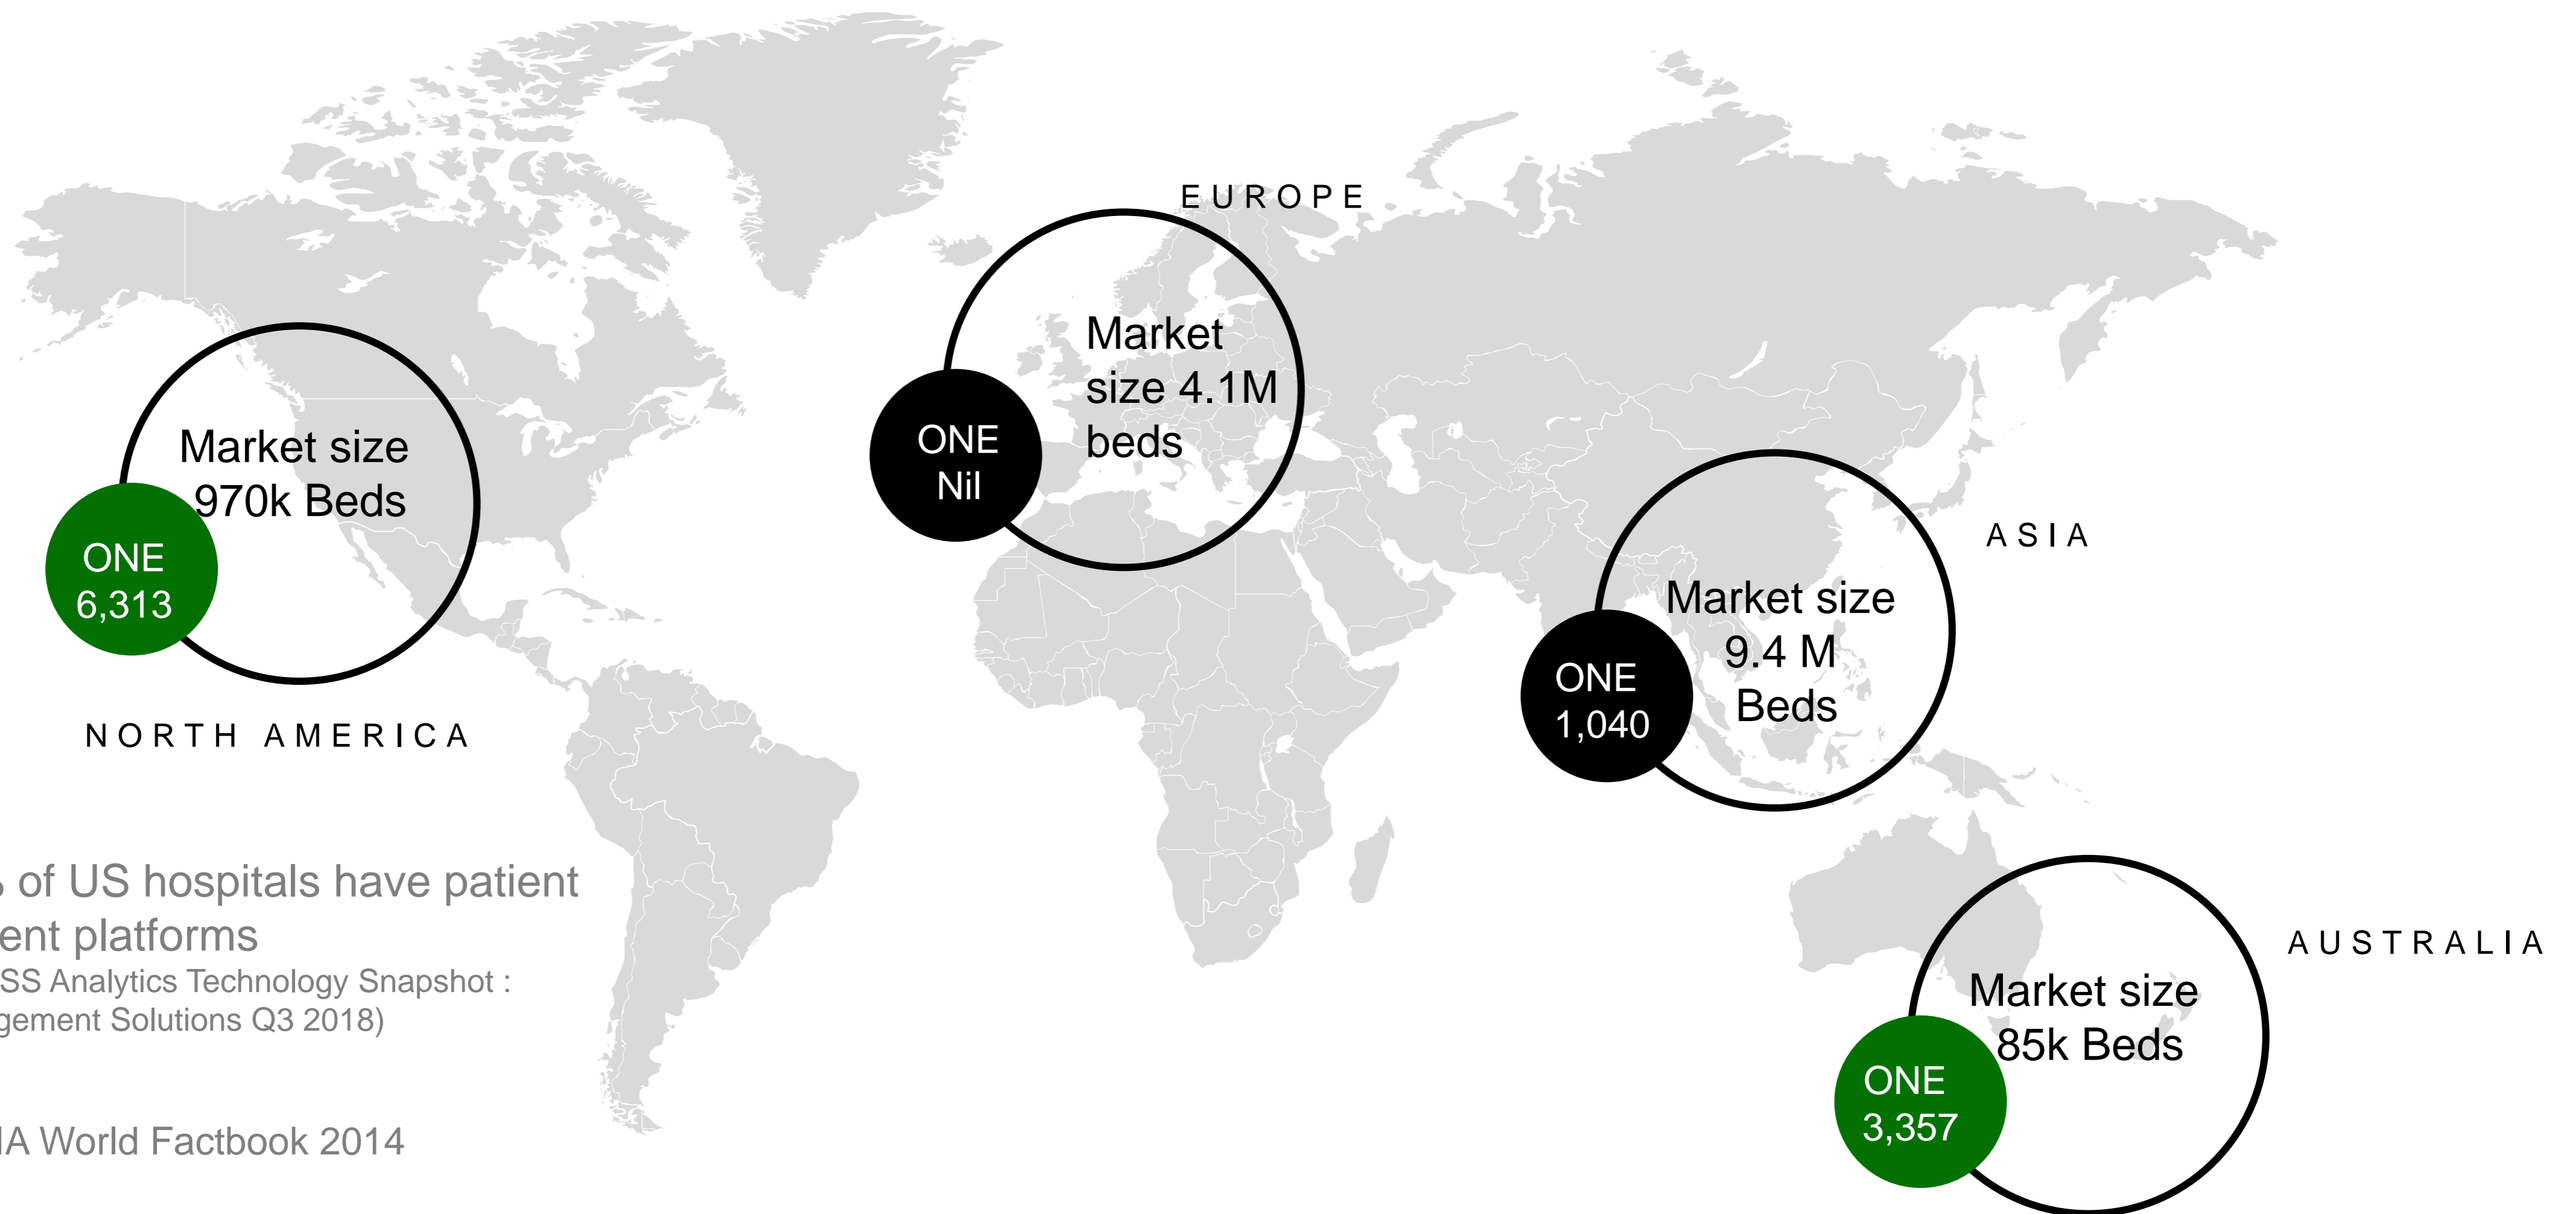 EUROPE
Market
size 4.1M
beds
ONE
Nil
Market size
970k Beds
ONE
6,313
NORTH AMERICA
ASIA
Market size
9.4 M
Beds
ONE
1,040
% of US hospitals have patient
ent platforms
SS Analytics Technology Snapshot :
gement Solutions Q3 2018)
IA World Factbook 2014
AUSTRALIA
Market size
85k Beds
ONE
3,357